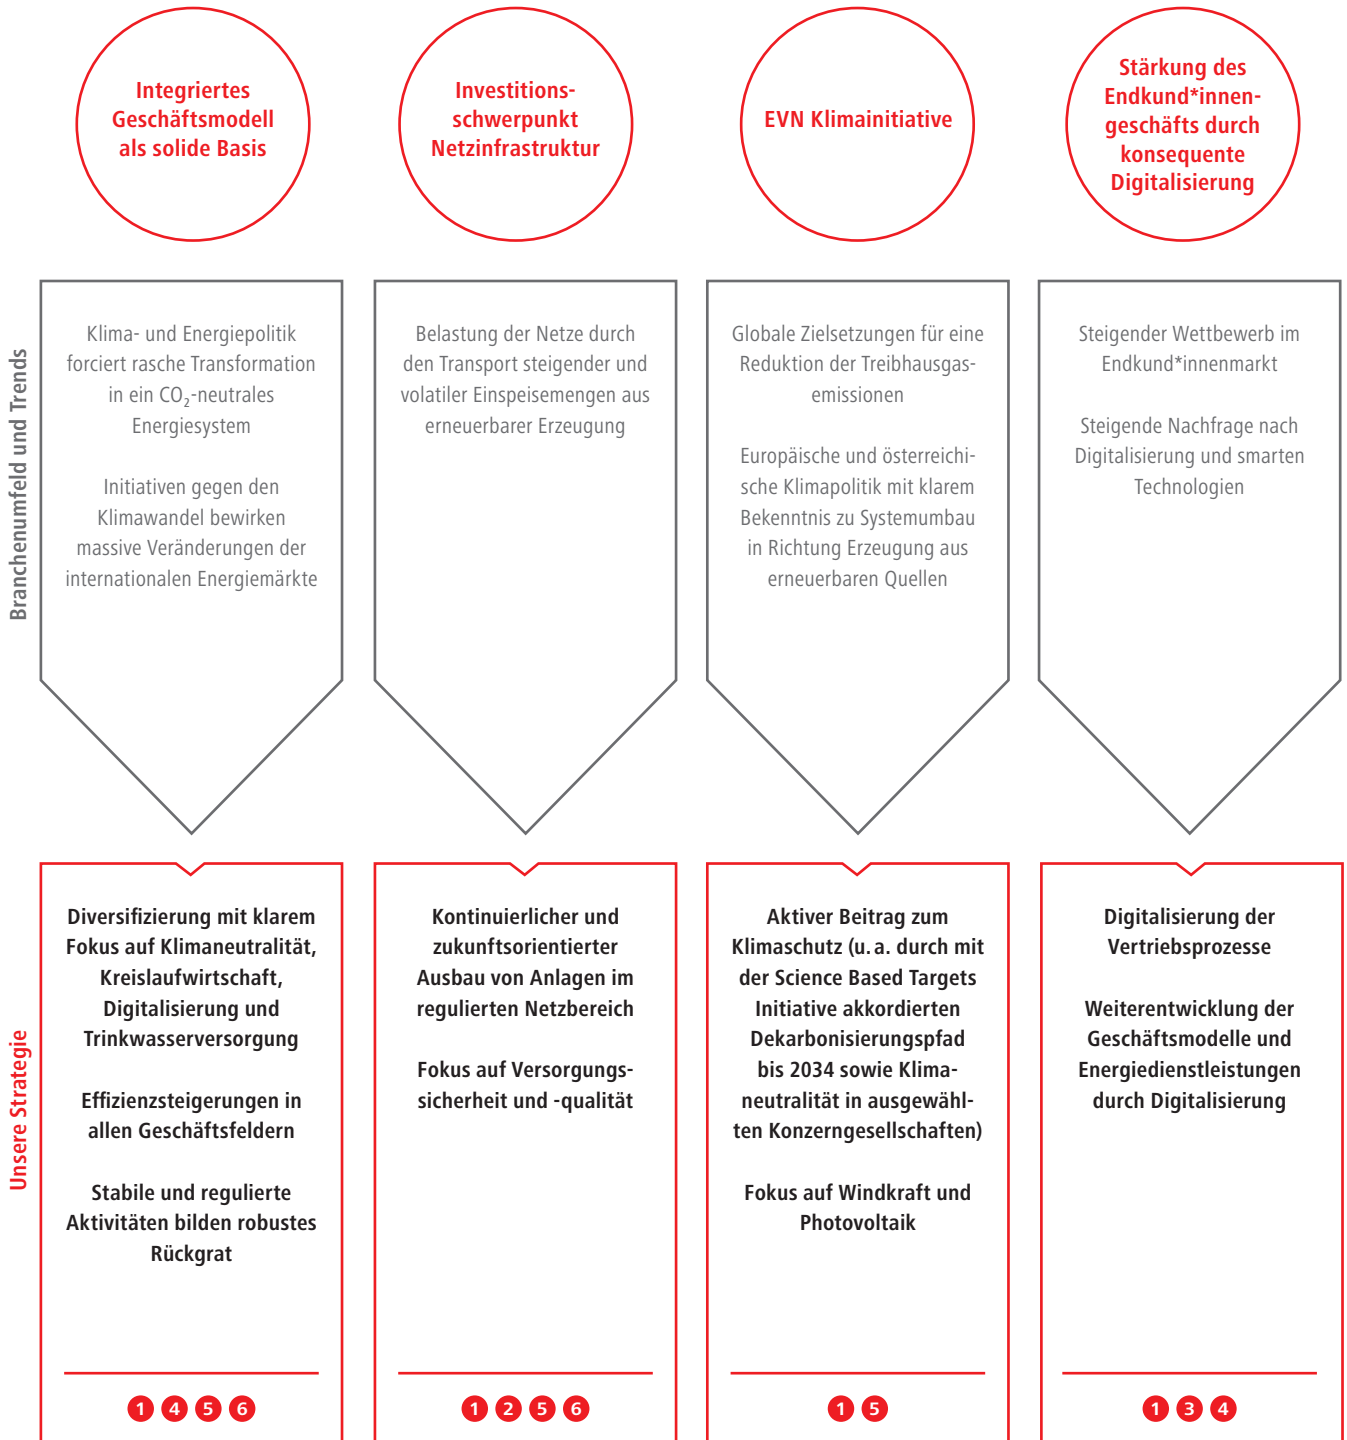 Integriertes
Geschäftsmodell
als solide Basis
Investitions-
schwerpunkt
Netzinfrastruktur
EVN Klimainitiative
Stärkung des
Endkund*innen-
geschäfts durch
konsequente
Digitalisierung
Branchenumfeld und Trends
Klima- und Energiepolitik
forciert rasche Transformation
in ein CO₂-neutrales
Energiesystem
Initiativen gegen den
Klimawandel bewirken
massive Veränderungen der
internationalen Energiemärkte
Belastung der Netze durch
den Transport steigender und
volatiler Einspeisemengen aus
erneuerbarer Erzeugung
Globale Zielsetzungen für eine
Reduktion der Treibhausgas-
emissionen
Europäische und österreichi-
sche Klimapolitik mit klarem
Bekenntnis zu Systemumbau
in Richtung Erzeugung aus
erneuerbaren Quellen
Steigender Wettbewerb im
Endkund*innenmarkt
Steigende Nachfrage nach
Digitalisierung und smarten
Technologien
Unsere Strategie
Diversifizierung mit klarem
Fokus auf Klimaneutralität,
Kreislaufwirtschaft,
Digitalisierung und
Trinkwasserversorgung
Effizienzsteigerungen in
allen Geschäftsfeldern
Stabile und regulierte
Aktivitäten bilden robustes
Rückgrat
1 4 5 6
Kontinuierlicher und
zukunftsorientierter
Ausbau von Anlagen im
regulierten Netzbereich
Fokus auf Versorgungs-
sicherheit und -qualität
1 2 5 6
Aktiver Beitrag zum
Klimaschutz (u. a. durch mit
der Science Based Targets
Initiative akkordierten
Dekarbonisierungspfad
bis 2034 sowie Klima-
neutralität in ausgewähl-
ten Konzerngesellschaften)
Fokus auf Windkraft und
Photovoltaik
1 5
Digitalisierung der
Vertriebsprozesse
Weiterentwicklung der
Geschäftsmodelle und
Energiedienstleistungen
durch Digitalisierung
1 3 4